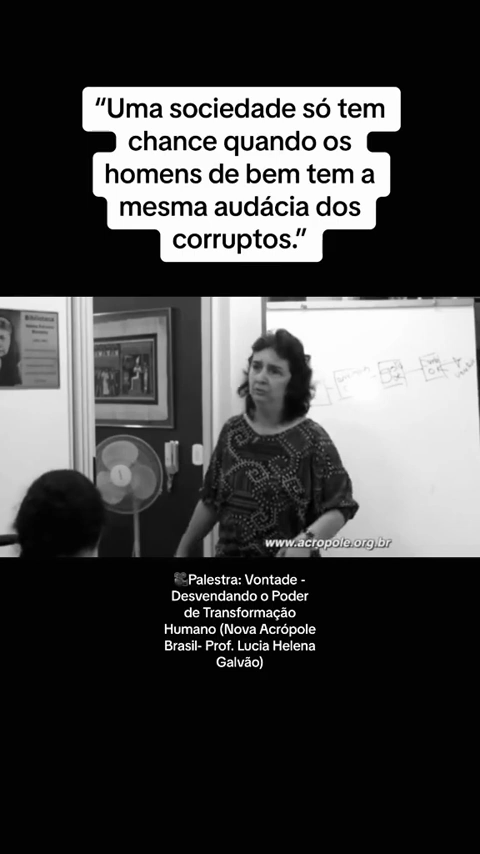 “Uma sociedade só tem
chance quando os
homens de bem tem a
mesma audácia dos
corruptos.”
Biblioteca
www.acropole.org.br
Palestra: Vontade -
Desvendando o Poder
de Transformação
Humano (Nova Acrópole
Brasil- Prof. Lucia Helena
Galvão)